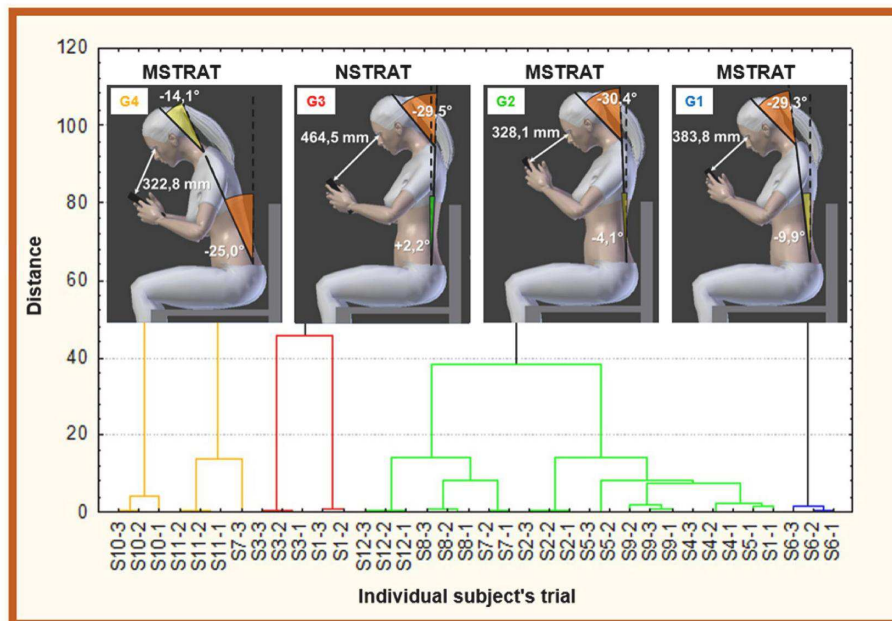 120
100
80
60
40
20
0
Distance
MSTRAT
G4
-14,1°
322,8 mm
-25,0°
NSTRAT
G3
-29,5°
464,5 mm
+2,2°
MSTRAT
G2
-30,4°
328,1 mm
-4,1°
MSTRAT
G1
-29,3°
383,8 mm
-9,9°
S10-3
S10-2
S10-1
S11-2
S11-2
S11-1
S7-3
S3-3
S3-2
S3-1
S1-3
S1-2
S12-3
S12-2
S12-1
S8-3
S8-2
S8-1
S7-2
S7-1
S2-3
S2-2
S2-1
S5-3
S5-2
S9-2
S9-3
S9-1
S4-3
S4-2
S4-1
S5-1
S1-1
S6-3
S6-2
S6-1
Individual subject's trial